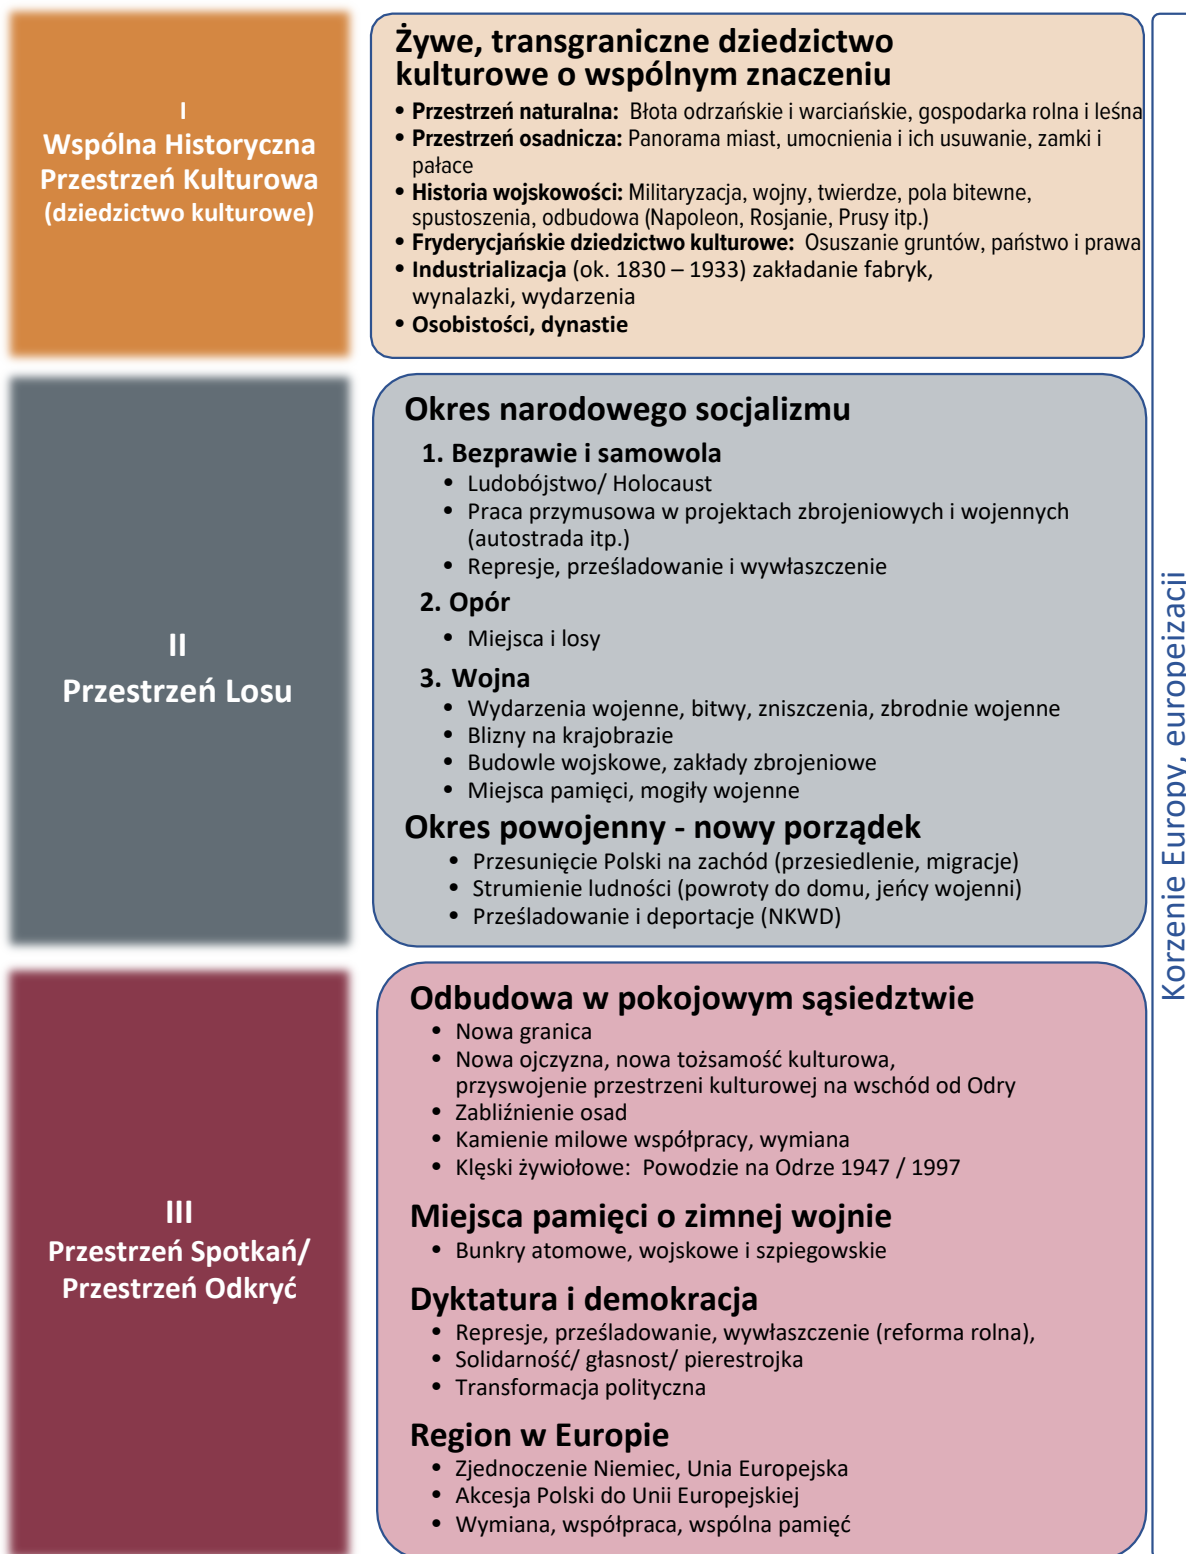 I
Wspólna Historyczna
Przestrzeń Kulturowa
(dziedzictwo kulturowe)
Żywe, transgraniczne dziedzictwo
kulturowe o wspólnym znaczeniu
• Przestrzeń naturalna: Błota odrzańskie i warciańskie, gospodarka rolna i leśna
• Przestrzeń osadnicza: Panorama miast, umocnienia i ich usuwanie, zamki i
pałace
• Historia wojskowości: Militaryzacja, wojny, twierdze, pola bitewne,
spustoszenia, odbudowa (Napoleon, Rosjanie, Prusy itp.)
• Fryderycjańskie dziedzictwo kulturowe: Osuszanie gruntów, państwo i prawa
• Industrializacja (ok. 1830 – 1933) zakładanie fabryk,
wynalazki, wydarzenia
• Osobistości, dynastie
II
Przestrzeń Losu
Okres narodowego socjalizmu
1. Bezprawie i samowola
• Ludobójstwo/ Holocaust
• Praca przymusowa w projektach zbrojeniowych i wojennych
(autostrada itp.)
• Represje, prześladowanie i wywłaszczenie
2. Opór
• Miejsca i losy
3. Wojna
• Wydarzenia wojenne, bitwy, zniszczenia, zbrodnie wojenne
• Blizny na krajobrazie
• Budowle wojskowe, zakłady zbrojeniowe
• Miejsca pamięci, mogiły wojenne
Okres powojenny - nowy porządek
• Przesunięcie Polski na zachód (przesiedlenie, migracje)
• Strumienie ludności (powroty do domu, jeńcy wojenni)
• Prześladowanie i deportacje (NKWD)
III
Przestrzeń Spotkań/
Przestrzeń Odkryć
Odbudowa w pokojowym sąsiedztwie
• Nowa granica
• Nowa ojczyzna, nowa tożsamość kulturowa,
przyswojenie przestrzeni kulturowej na wschód od Odry
• Zabliźnienie osad
• Kamienie milowe współpracy, wymiana
• Klęski żywiołowe: Powodzie na Odrze 1947 / 1997
Miejsca pamięci o zimnej wojnie
• Bunkry atomowe, wojskowe i szpiegowskie
Dyktatura i demokracja
• Represje, prześladowanie, wywłaszczenie (reforma rolna),
• Solidarność/ głasnost/ pierestrojka
• Transformacja polityczna
Region w Europie
• Zjednoczenie Niemiec, Unia Europejska
• Akcesja Polski do Unii Europejskiej
• Wymiana, współpraca, wspólna pamięć
Korzenie Europy, europeizacji